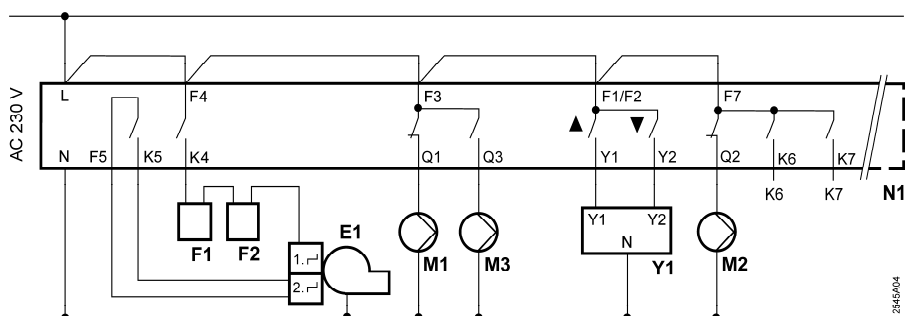 AC 230 V
L F4 F3 F1/F2 F7
N F5 K5 K4 Q1 Q3 Y1 Y2 Q2 K6 K7
K6 K7 N1
Y1 Y2
N
F1 F2 E1 M1 M3 Y1 M2
1.
2.
2545A04